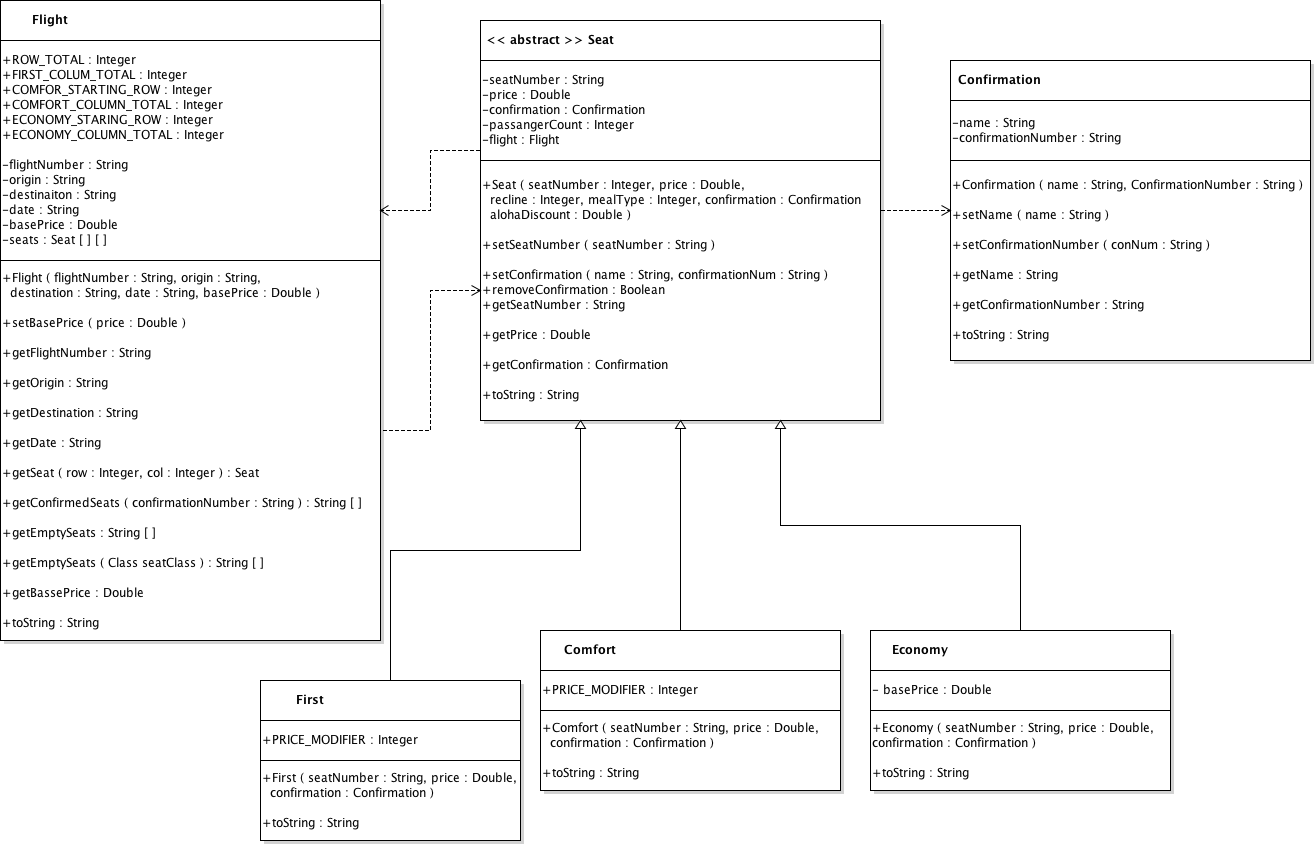 Flight
+ROW_TOTAL : Integer
+FIRST_COLUM_TOTAL : Integer
+COMFOR_STARTING_ROW : Integer
+COMFORT_COLUMN_TOTAL : Integer
+ECONOMY_STARING_ROW : Integer
+ECONOMY_COLUMN_TOTAL : Integer
-flightNumber : String
-origin : String
-destinaiton : String
-date : String
-basePrice : Double
-seats : Seat [ ] [ ]
+Flight ( flightNumber : String, origin : String,
destination : String, date : String, basePrice : Double )
+setBasePrice ( price : Double )
+getFlightNumber : String
+getOrigin : String
+getDestination : String
+getDate : String
+getSeat ( row : Integer, col : Integer ) : Seat
+getConfirmedSeats ( confirmationNumber : String ) : String [ ]
+getEmptySeats : String [ ]
+getEmptySeats ( Class seatClass ) : String [ ]
+getBassePrice : Double
+toString : String
<< abstract >> Seat
-seatNumber : String
-price : Double
-confirmation : Confirmation
-passangerCount : Integer
-flight : Flight
+Seat ( seatNumber : Integer, price : Double,
recline : Integer, mealType : Integer, confirmation : Confirmation
alohaDiscount : Double )
+setSeatNumber ( seatNumber : String )
+setConfirmation ( name : String, confirmationNum : String )
+removeConfirmation : Boolean
+getSeatNumber : String
+getPrice : Double
+getConfirmation : Confirmation
+toString : String
Confirmation
-name : String
-confirmationNumber : String
+Confirmation ( name : String, ConfirmationNumber : String )
+setName ( name : String )
+setConfirmationNumber ( conNum : String )
+getName : String
+getConfirmationNumber : String
+toString : String
First
+PRICE_MODIFIER : Integer
+First ( seatNumber : String, price : Double,
confirmation : Confirmation )
+toString : String
Comfort
+PRICE_MODIFIER : Integer
+Comfort ( seatNumber : String, price : Double,
confirmation : Confirmation )
+toString : String
Economy
- basePrice : Double
+Economy ( seatNumber : String, price : Double,
confirmation : Confirmation )
+toString : String